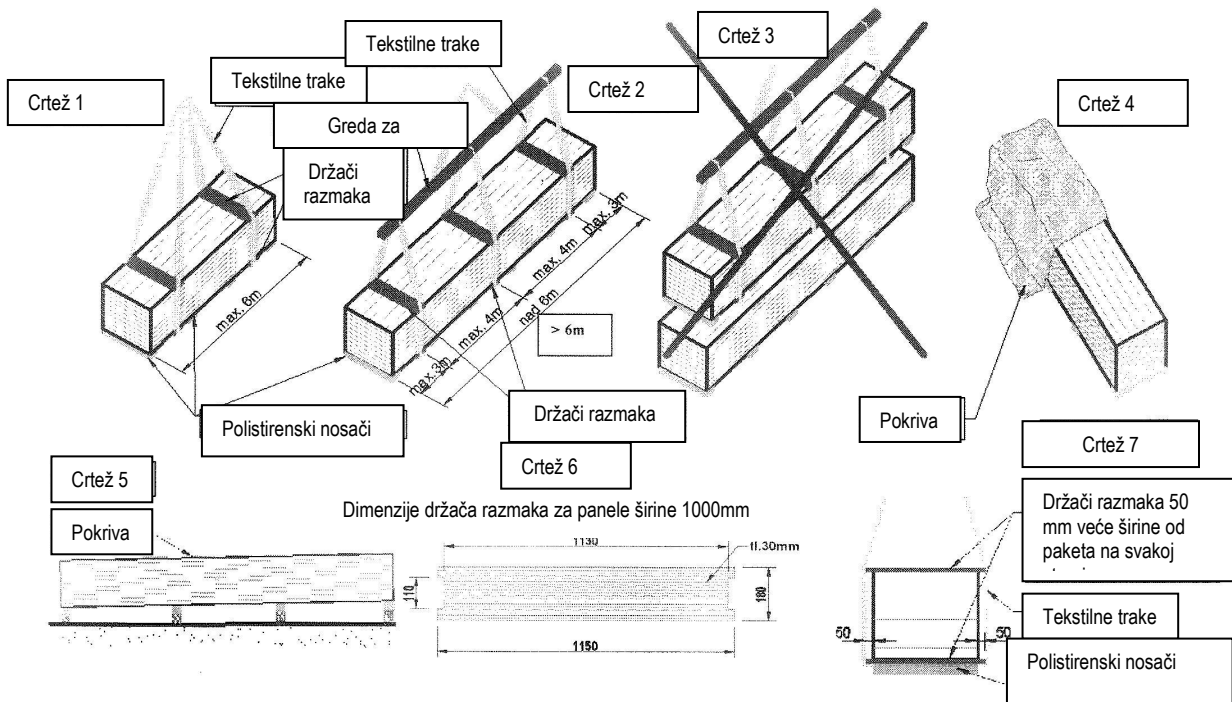 Crtež 1
Tekstilne trake
Tekstilne trake
Greda za
Držači
razmaka
Crtež 2
Crtež 3
Crtež 4
max. 6m
max. 3m
max. 4m
nad 6m
max. 4m
max. 3m
> 6m
Polistirenski nosači
Držači razmaka
Pokriva
Crtež 5
Pokriva
Crtež 6
Dimenzije držača razmaka za panele širine 1000mm
1130
tl.30mm
110
180
1150
Crtež 7
Držači razmaka 50
mm veće širine od
paketa na svakoj
Tekstilne trake
50
50
Polistirenski nosači